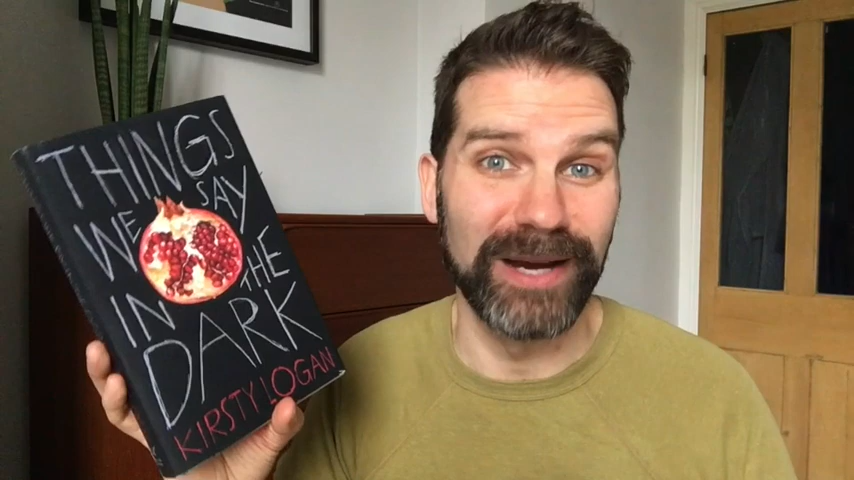 THINGS
WE SAY
IN THE
DARK
KIRSTY LOGAN